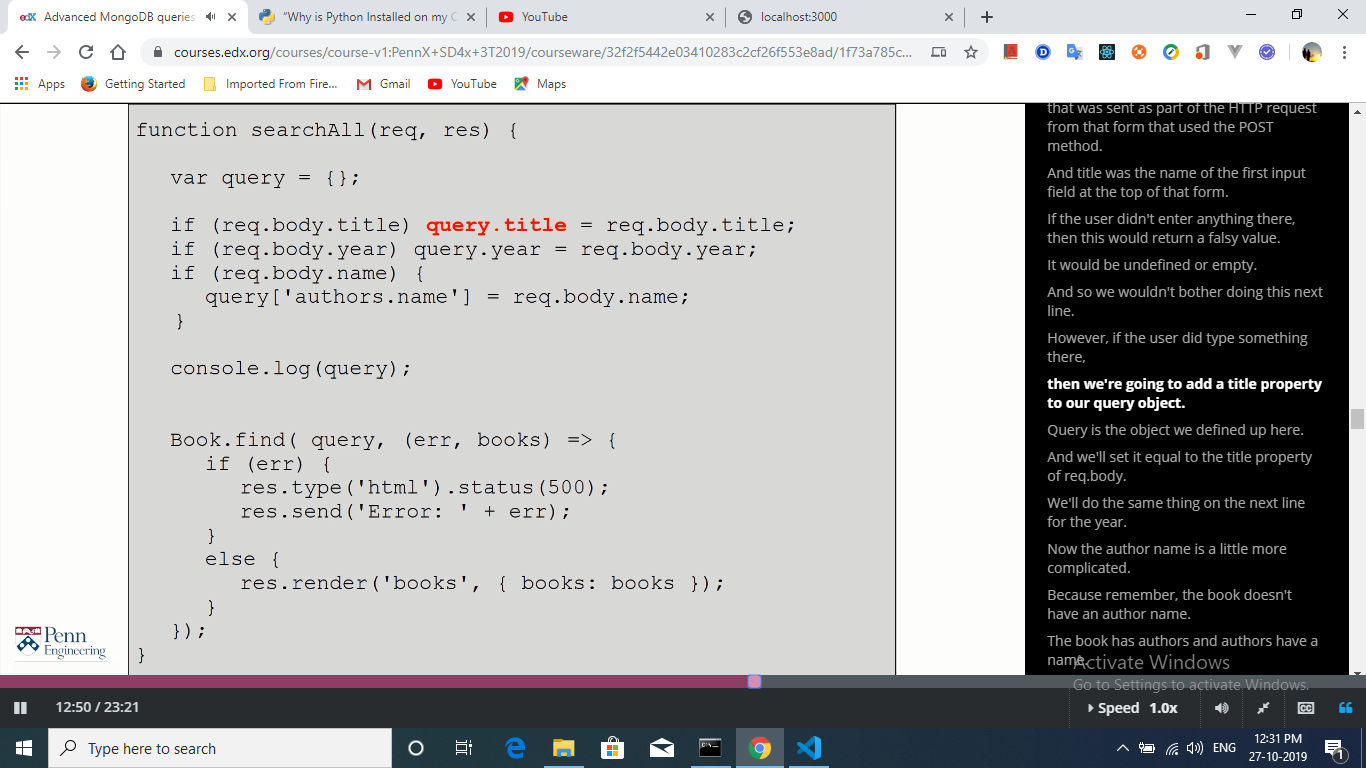 edX Advanced MongoDB queries
"Why is Python Installed on my C
YouTube
localhost:3000
courses.edx.org/courses/course-v1:PennX+SD4x+3T2019/courseware/32f2f5442e03410283c2cf26f553e8ad/1f73a785c...
Apps
Getting Started
Imported From Fire...
Gmail
YouTube
Maps
function searchAll(req, res) {
var query = {};
if (req.body.title) query.title = req.body.title;
if (req.body.year) query.year = req.body.year;
if (req.body.name) {
query['authors.name'] = req.body.name;
}
console.log(query);
Book.find( query, (err, books) => {
if (err) {
res.type('html').status(500);
res.send('Error: ' + err);
}
else {
res.render('books', { books: books });
}
});
}
Penn
Engineering
that was sent as part of the HTTP request
from that form that used the POST
method.
And title was the name of the first input
field at the top of that form.
If the user didn't enter anything there,
then this would return a falsy value.
It would be undefined or empty.
And so we wouldn't bother doing this next
line.
However, if the user did type something
there,
then we're going to add a title property
to our query object.
Query is the object we defined up here.
And we'll set it equal to the title property
of req.body.
We'll do the same thing on the next line
for the year.
Now the author name is a little more
complicated.
Because remember, the book doesn't
have an author name.
The book has authors and authors have a
name.
Activate Windows
Go to Settings to activate Windows.
12:50 / 23:21
Speed 1.0x
CC
Type here to search
ENG
12:31 PM
27-10-2019
1